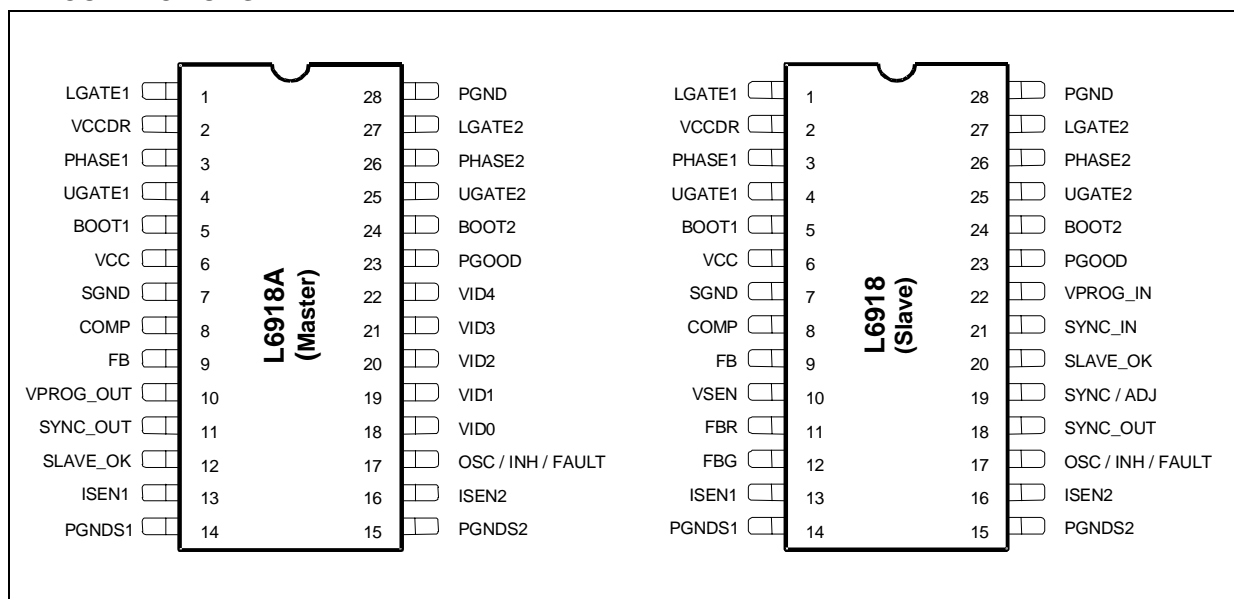 LGATE1 1 28 PGND
VCCDR 2 27 LGATE2
PHASE1 3 26 PHASE2
UGATE1 4 25 UGATE2
BOOT1 5 24 BOOT2
VCC 6 23 PGOOD
SGND 7 22 VID4
COMP 8 21 VID3
FB 9 20 VID2
VPROG_OUT 10 19 VID1
SYNC_OUT 11 18 VID0
SLAVE_OK 12 17 OSC / INH / FAULT
ISEN1 13 16 ISEN2
PGNDS1 14 15 PGNDS2
L6918A
(Master)
LGATE1 1 28 PGND
VCCDR 2 27 LGATE2
PHASE1 3 26 PHASE2
UGATE1 4 25 UGATE2
BOOT1 5 24 BOOT2
VCC 6 23 PGOOD
SGND 7 22 VPROG_IN
COMP 8 21 SYNC_IN
FB 9 20 SLAVE_OK
VSEN 10 19 SYNC / ADJ
FBR 11 18 SYNC_OUT
FBG 12 17 OSC / INH / FAULT
ISEN1 13 16 ISEN2
PGNDS1 14 15 PGNDS2
L6918
(Slave)